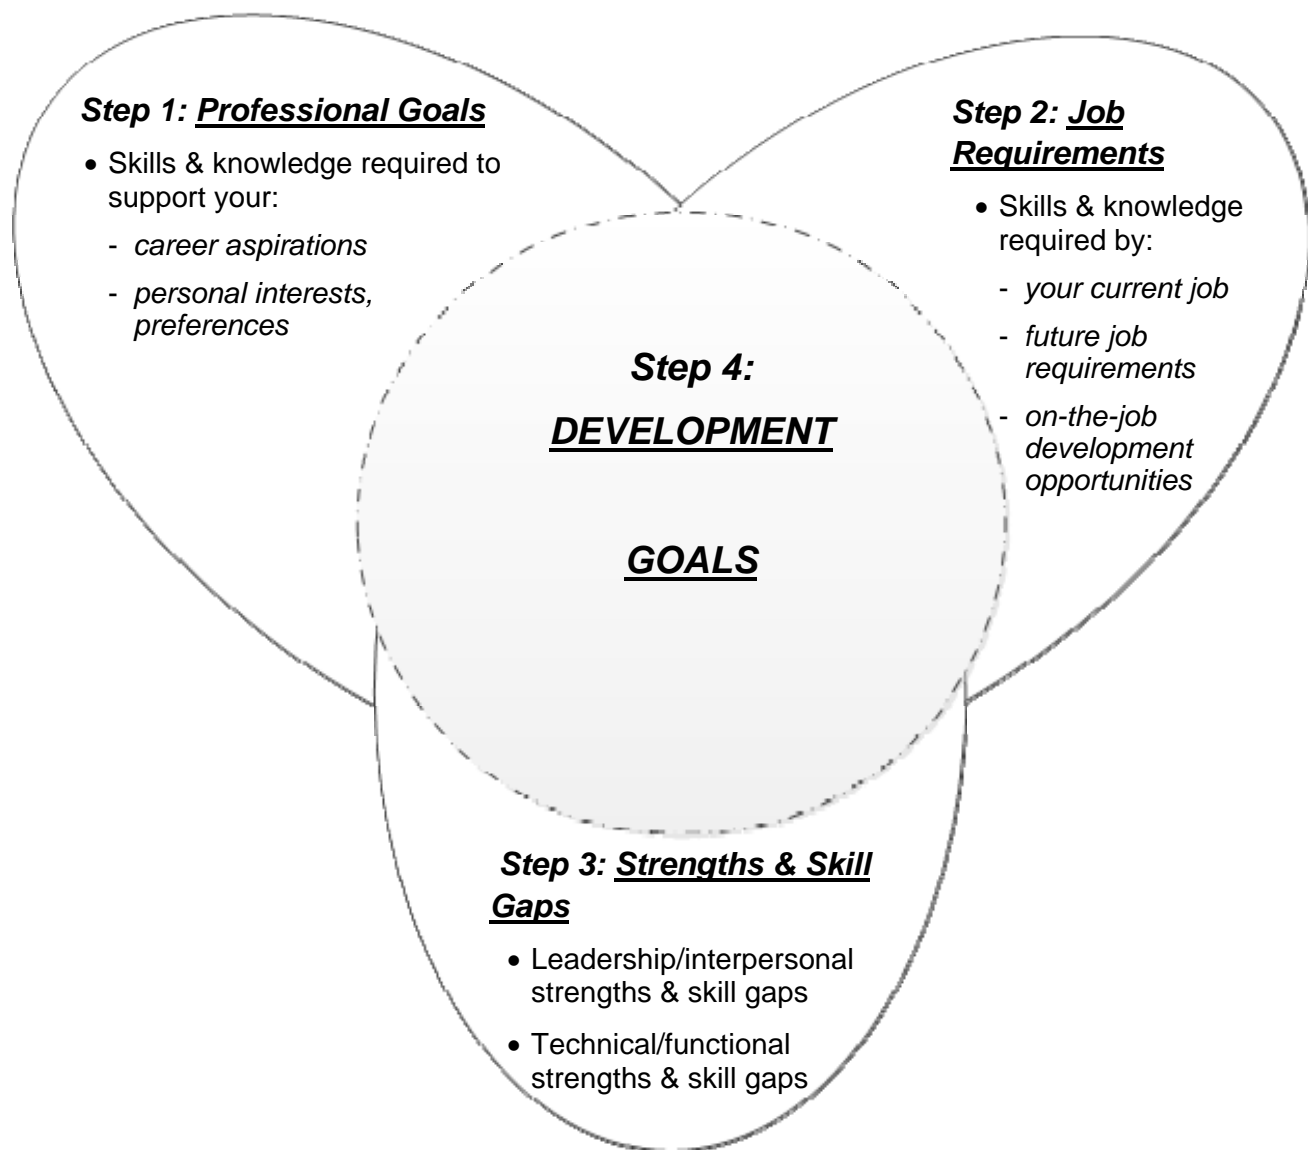 Step 1: Professional Goals
• Skills & knowledge required to
support your:
- career aspirations
- personal interests,
preferences
Step 2: Job
Requirements
• Skills & knowledge
required by:
- your current job
- future job
requirements
- on-the-job
development
opportunities
Step 4:
DEVELOPMENT
GOALS
Step 3: Strengths & Skill
Gaps
• Leadership/interpersonal
strengths & skill gaps
• Technical/functional
strengths & skill gaps